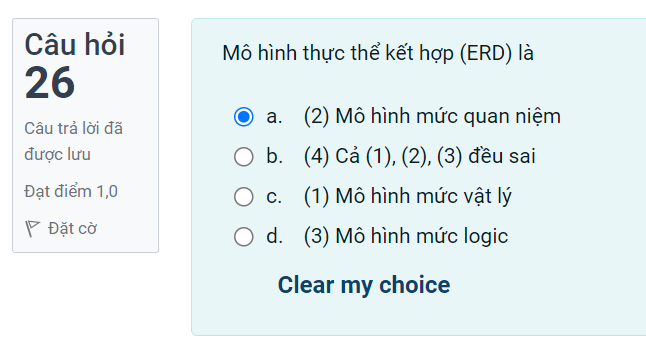 Câu hỏi
26
Câu trả lời đã
được lưu
Đạt điểm 1,0
Đặt cờ
Mô hình thực thể kết hợp (ERD) là
a. (2) Mô hình mức quan niệm
b. (4) Cả (1), (2), (3) đều sai
c. (1) Mô hình mức vật lý
d. (3) Mô hình mức logic
Clear my choice